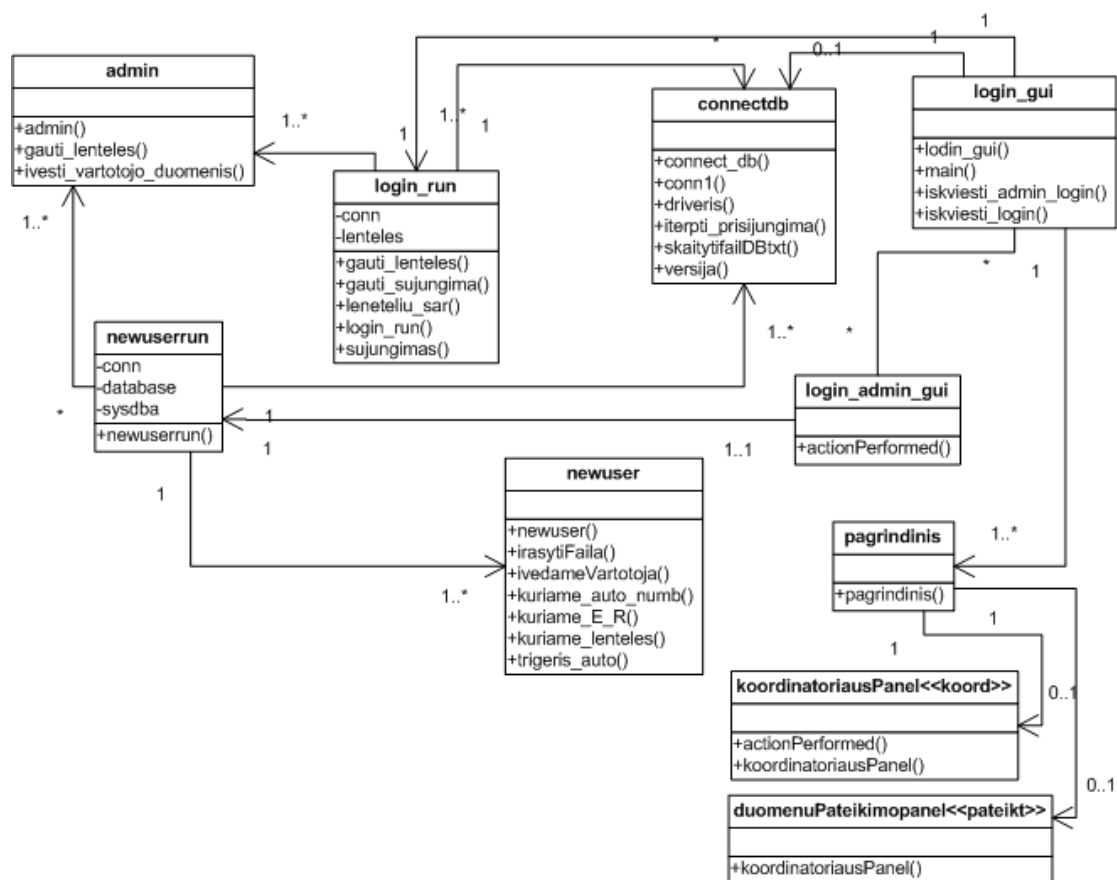 admin
+admin()
+gauti_lenteles()
+ivesti_vartotojo_duomenis()
1..*
1..*
login_run
-conn
-lenteles
+gauti_lenteles()
+gauti_sujungima()
+leneteliu_sar()
+login_run()
+sujungimas()
1
1..*
1
*
connectdb
+connect_db()
+conn1()
+driveris()
+iterpti_prisijungima()
+skaitytifailDBtxt()
+versija()
0..1
1
1
login_gui
+lodin_gui()
+main()
+iskviesti_admin_login()
+iskviesti_login()
*
1
1..*
*
newuserrun
-conn
-database
-sysdba
+newuserrun()
*
1
1
1
login_admin_gui
+actionPerformed()
1..1
newuser
+newuser()
+irasytiFaila()
+ivedameVartotoja()
+kuriame_auto_numb()
+kuriame_E_R()
+kuriame_lenteles()
+trigeris_auto()
1..*
1..*
pagrindinis
+pagrindinis()
1
1
koordinatoriausPanel<<koord>>
+actionPerformed()
+koordinatoriausPanel()
0..1
0..1
duomenuPateikimopanel<<pateikt>>
+koordinatoriausPanel()